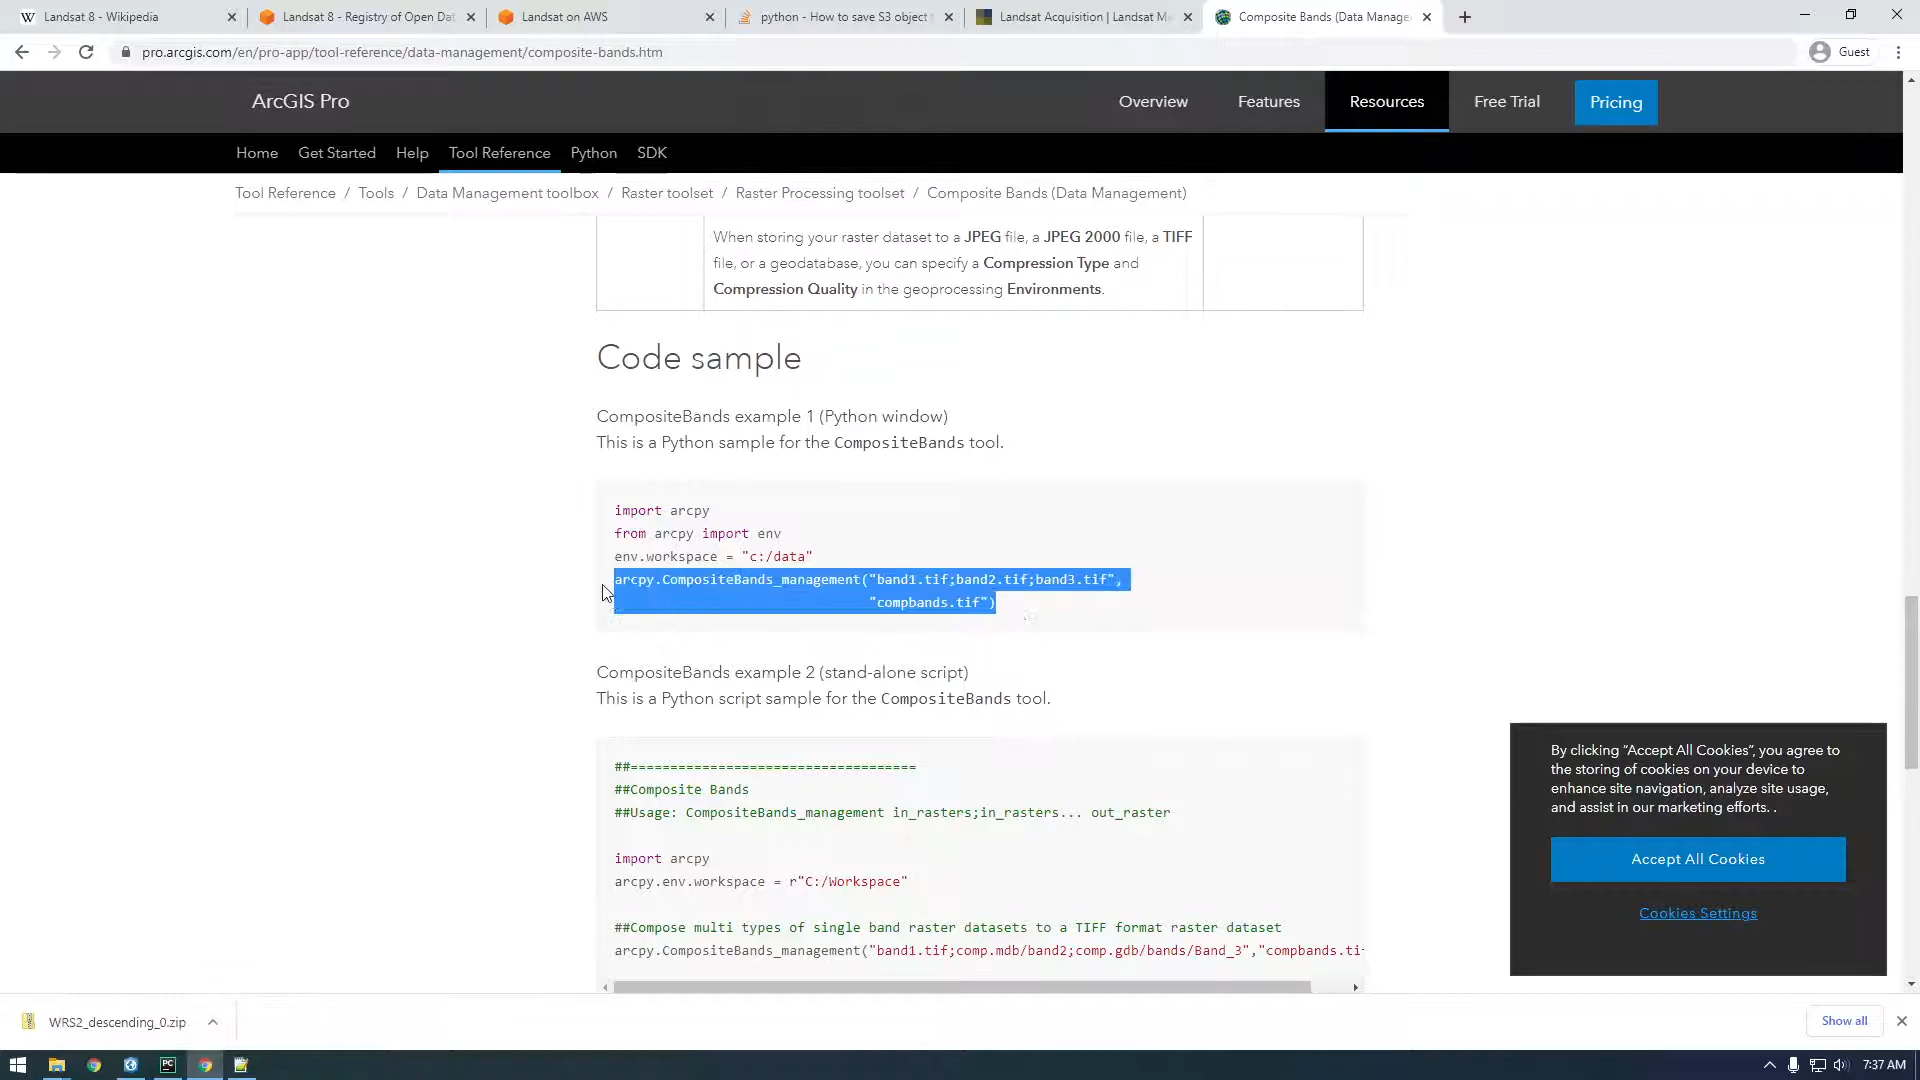 Landsat 8 - Wikipedia
Landsat 8 - Registry of Open Dat
Landsat on AWS
python - How to save S3 object
Landsat Acquisition | Landsat M
Composite Bands (Data Manage
pro.arcgis.com/en/pro-app/tool-reference/data-management/composite-bands.htm
Guest
ArcGIS Pro
Overview
Features
Resources
Free Trial
Pricing
Home
Get Started
Help
Tool Reference
Python
SDK
Tool Reference / Tools / Data Management toolbox / Raster toolset / Raster Processing toolset / Composite Bands (Data Management)
When storing your raster dataset to a JPEG file, a JPEG 2000 file, a TIFF
file, or a geodatabase, you can specify a Compression Type and
Compression Quality in the geoprocessing Environments.
Code sample
CompositeBands example 1 (Python window)
This is a Python sample for the CompositeBands tool.
import arcpy
from arcpy import env
env.workspace = "c:/data"
arcpy.CompositeBands_management("band1.tif;band2.tif;band3.tif",
"compbands.tif")
CompositeBands example 2 (stand-alone script)
This is a Python script sample for the CompositeBands tool.
##====================================
##Composite Bands
##Usage: CompositeBands_management in_rasters;in_rasters... out_raster
import arcpy
arcpy.env.workspace = r"C:/Workspace"
##Compose multi types of single band raster datasets to a TIFF format raster dataset
arcpy.CompositeBands_management("band1.tif;comp.mdb/band2;comp.gdb/bands/Band_3","compbands.ti
By clicking “Accept All Cookies”, you agree to
the storing of cookies on your device to
enhance site navigation, analyze site usage,
and assist in our marketing efforts. .
Accept All Cookies
Cookies Settings
WRS2_descending_0.zip
Show all
PC
7:37 AM